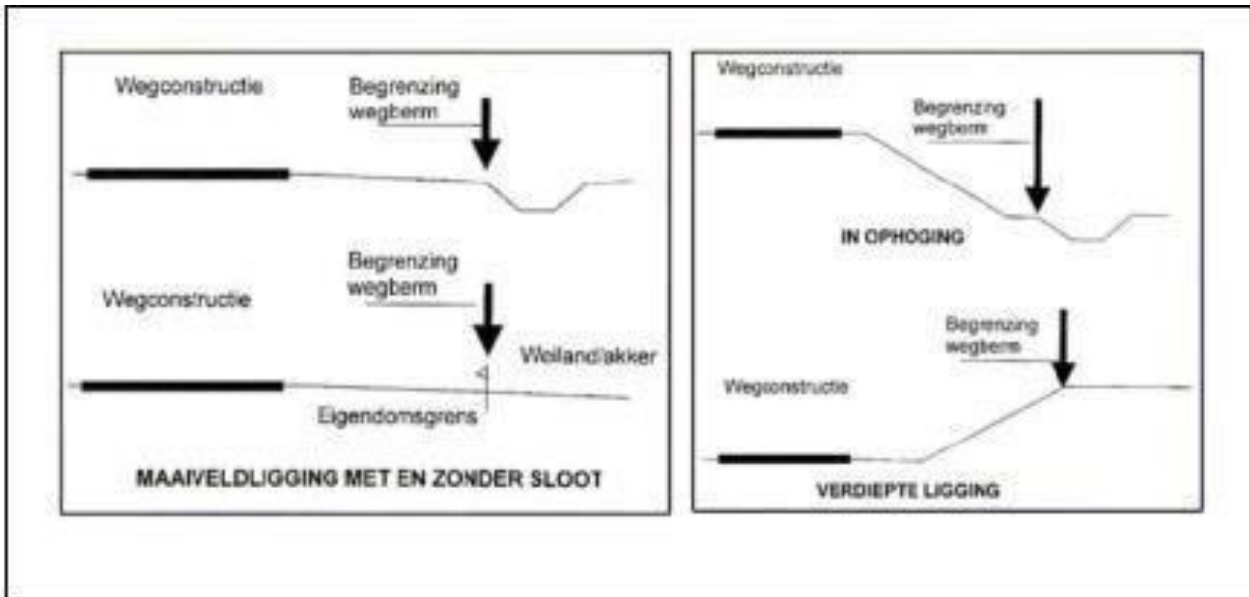 Wegconstructie
Begrenzing
wegberm
Begrenzing
wegberm
Wegconstructie
Weiland/akker
Eigendomsgrens
MAAIVELDLIGGING MET EN ZONDER SLOOT
Wegconstructie
Begrenzing
wegberm
IN OPHOGING
Begrenzing
wegberm
Wegconstructie
VERDIEPTE LIGGING